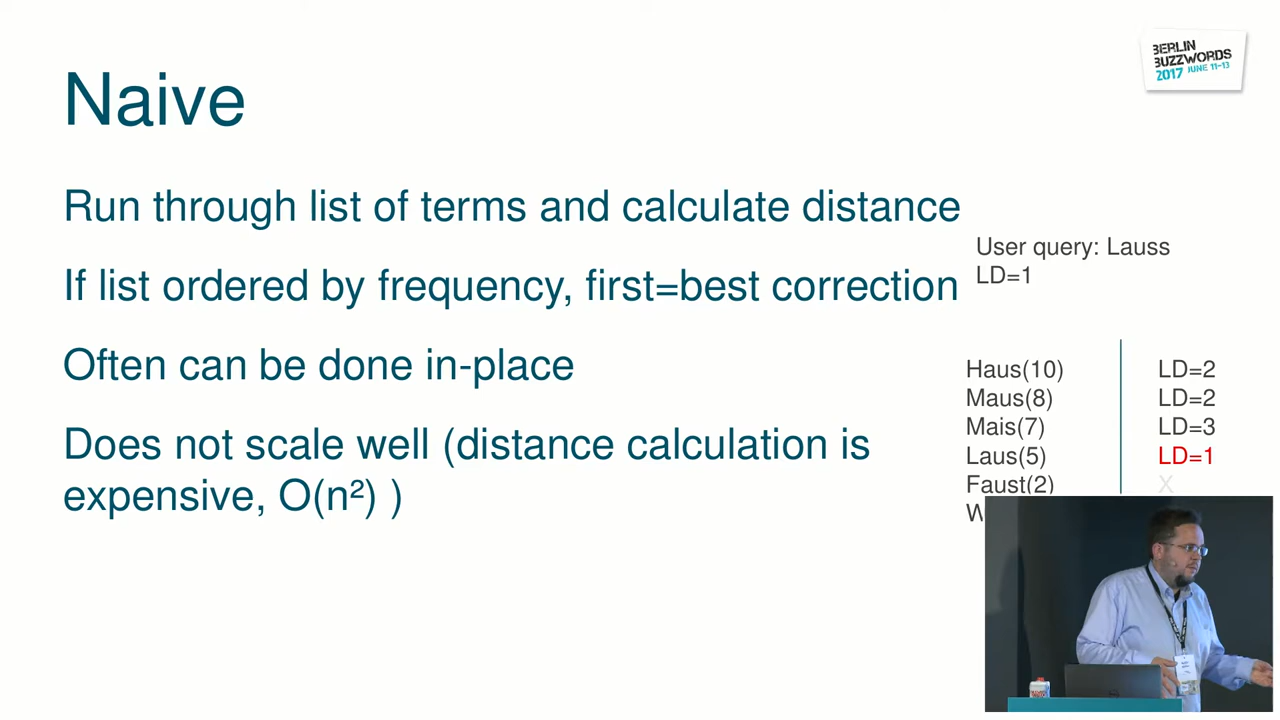 BERLIN
BUZZWORDS
2017 JUNE 11-13
Naive
Run through list of terms and calculate distance
If list ordered by frequency, first=best correction
Often can be done in-place
Does not scale well (distance calculation is
expensive, O(n²) )
User query: Lauss
LD=1
Haus(10) LD=2
Maus(8) LD=2
Mais(7) LD=3
Laus(5) LD=1
Faust(2) X